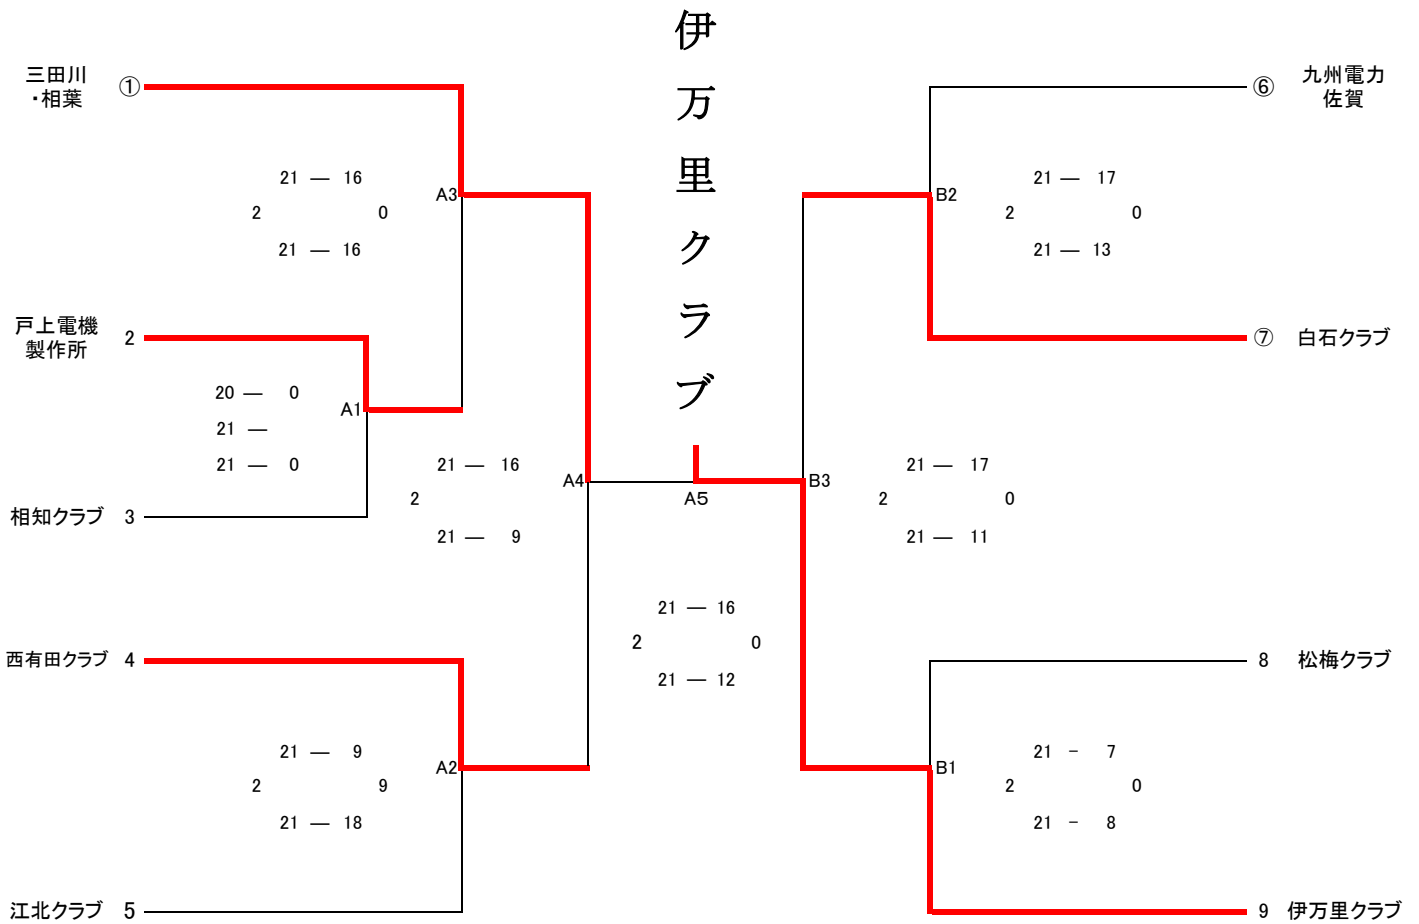 伊万里クラブ
三田川
・相葉
①
⑥
九州電力
佐賀
21 — 16
A3
2 0
21 — 16
21 — 17
B2
2 0
21 — 13
戸上電機
製作所
2
⑦ 白石クラブ
20 — 0
A1
21 —
21 — 0
相知クラブ 3
21 — 16
A4
2
21 — 9
A5
21 — 17
B3
2 0
21 — 11
21 — 16
2 0
21 — 12
西有田クラブ 4
8 松梅クラブ
21 — 9
A2
2 9
21 — 18
21 - 7
B1
2 0
21 - 8
江北クラブ 5
9 伊万里クラブ